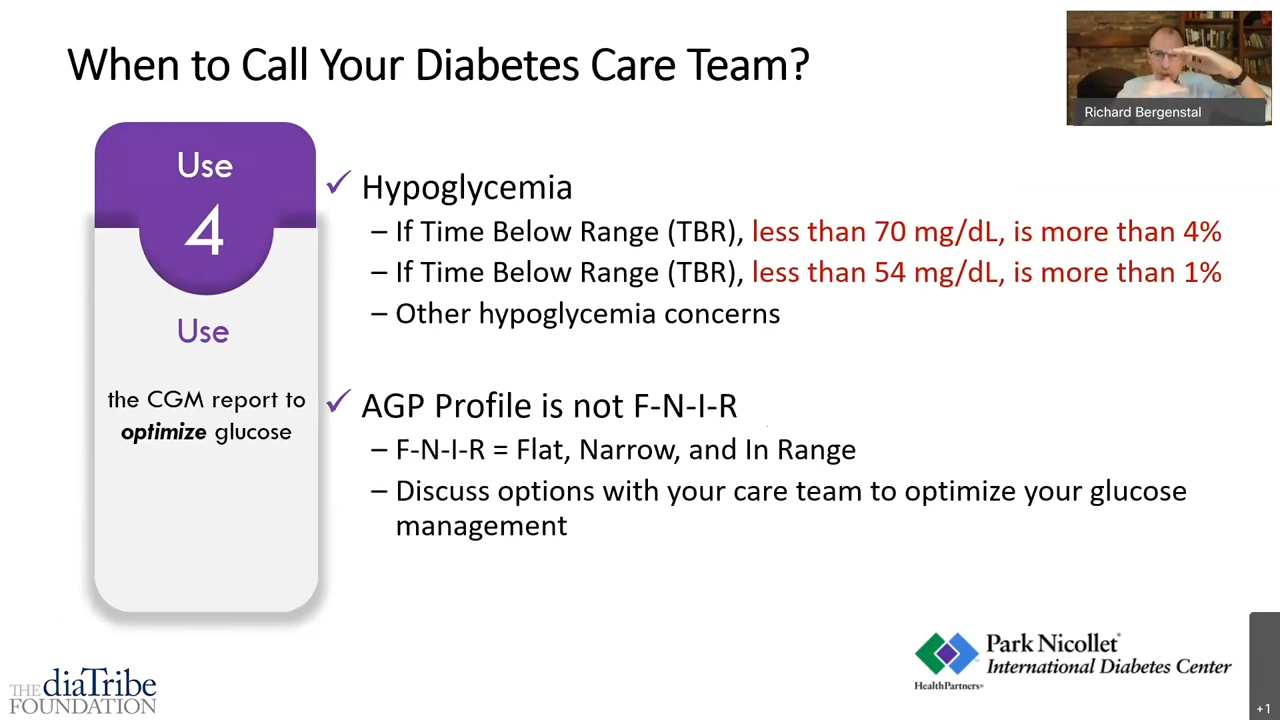 When to Call Your Diabetes Care Team?
Richard Bergenstal
Use
4
Use
the CGM report to
optimize glucose
✓ Hypoglycemia
– If Time Below Range (TBR), less than 70 mg/dL, is more than 4%
– If Time Below Range (TBR), less than 54 mg/dL, is more than 1%
– Other hypoglycemia concerns
✓ AGP Profile is not F-N-I-R
– F-N-I-R = Flat, Narrow, and In Range
– Discuss options with your care team to optimize your glucose
management
THE diaTribe
FOUNDATION
Park Nicollet®
International Diabetes Center
HealthPartners®
+1